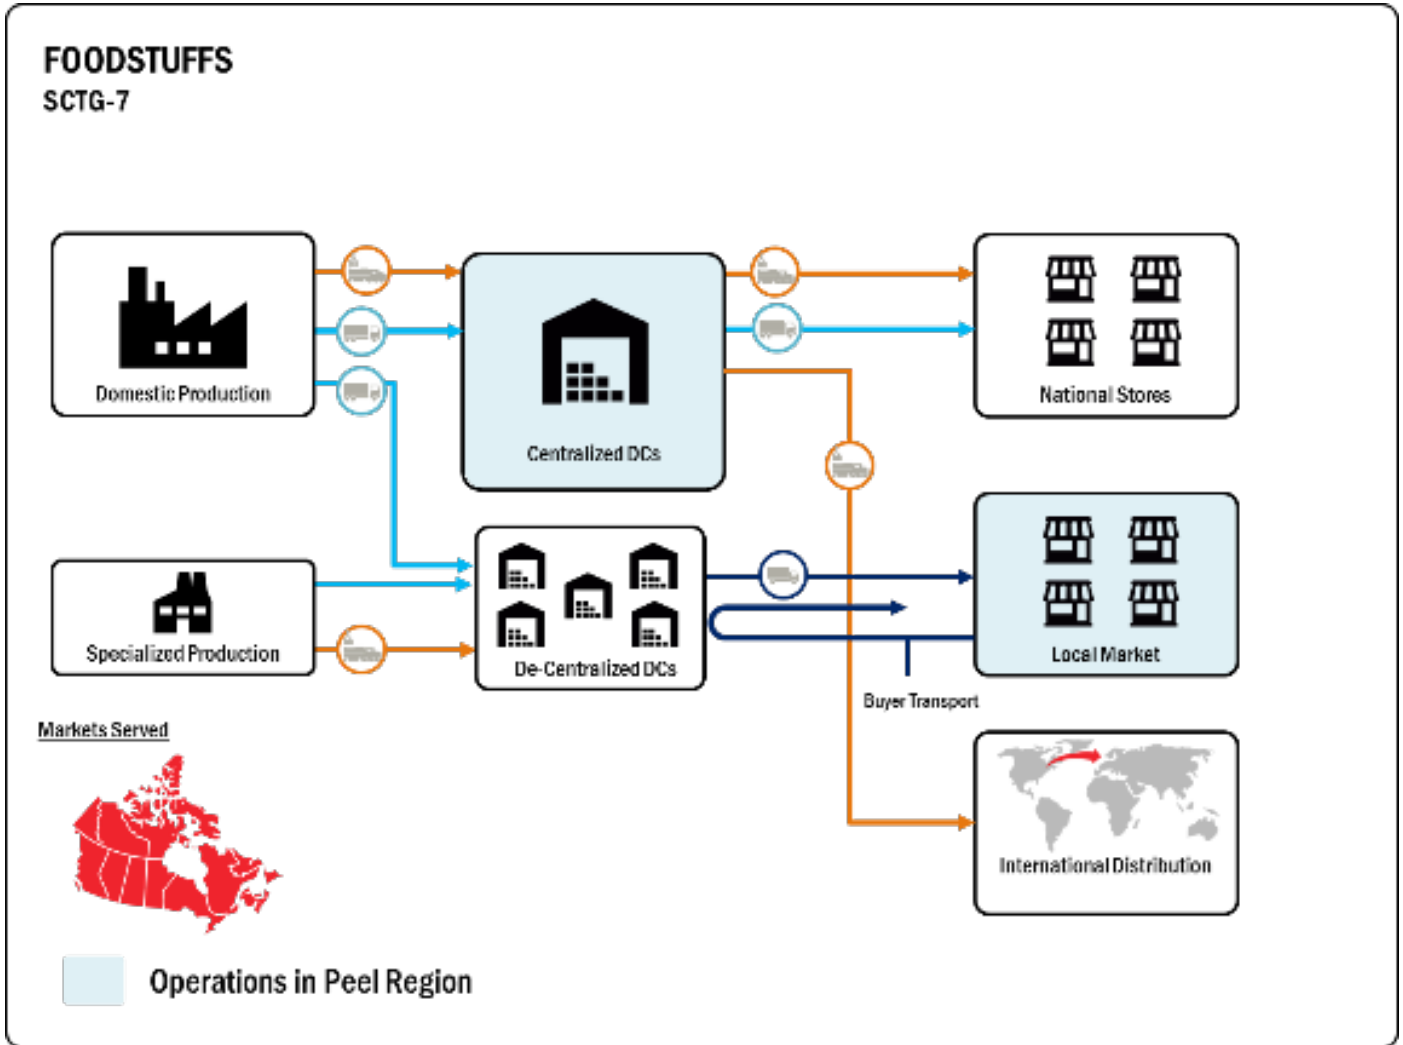 FOODSTUFFS
SCTG-7
Domestic Production
Centralized DCs
National Stores
Specialized Production
De-Centralized DCs
Local Market
Buyer Transport
Markets Served
International Distribution
Operations in Peel Region